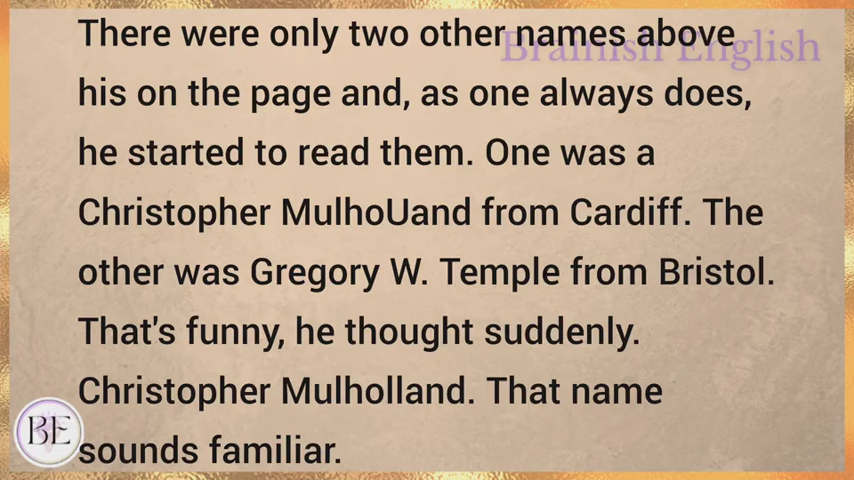 Brainish English
There were only two other names above
his on the page and, as one always does,
he started to read them. One was a
Christopher MulhoUand from Cardiff. The
other was Gregory W. Temple from Bristol.
That's funny, he thought suddenly.
Christopher Mulholland. That name
sounds familiar.
BE